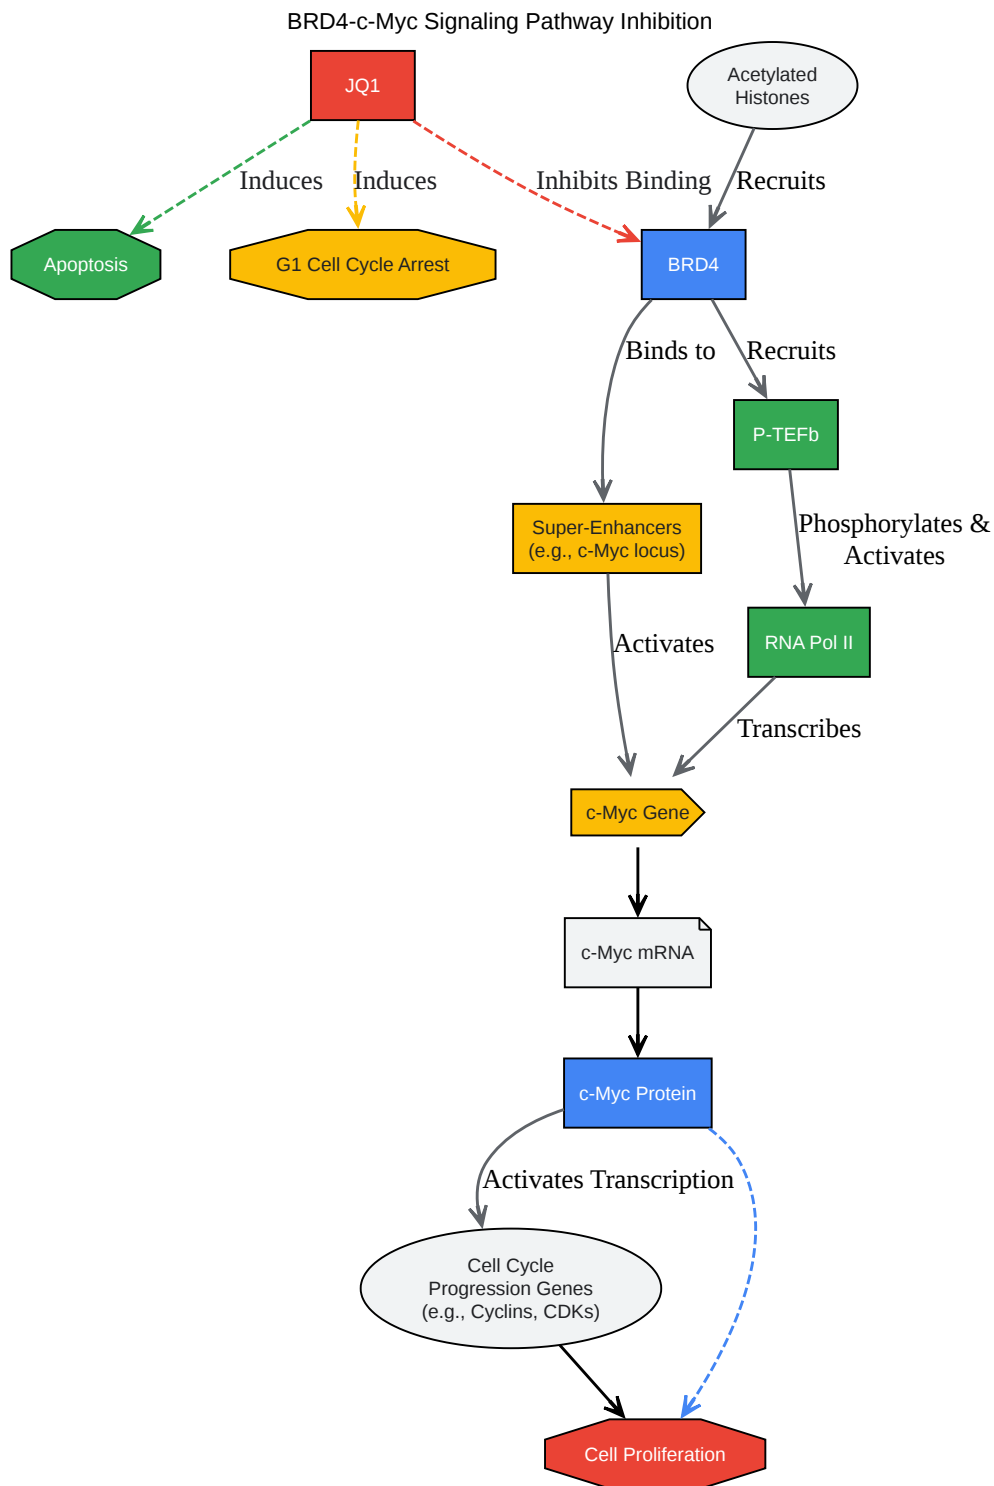 BRD4-c-Myc Signaling Pathway Inhibition
JQ1
Acetylated
Histones
Induces
Induces
Inhibits Binding
Recruits
Apoptosis
G1 Cell Cycle Arrest
BRD4
Binds to
Recruits
P-TEFb
Super-Enhancers
(e.g., c-Myc locus)
Phosphorylates &
Activates
Activates
RNA Pol II
Transcribes
c-Myc Gene
c-Myc mRNA
c-Myc Protein
Activates Transcription
Cell Cycle
Progression Genes
(e.g., Cyclins, CDKs)
Cell Proliferation